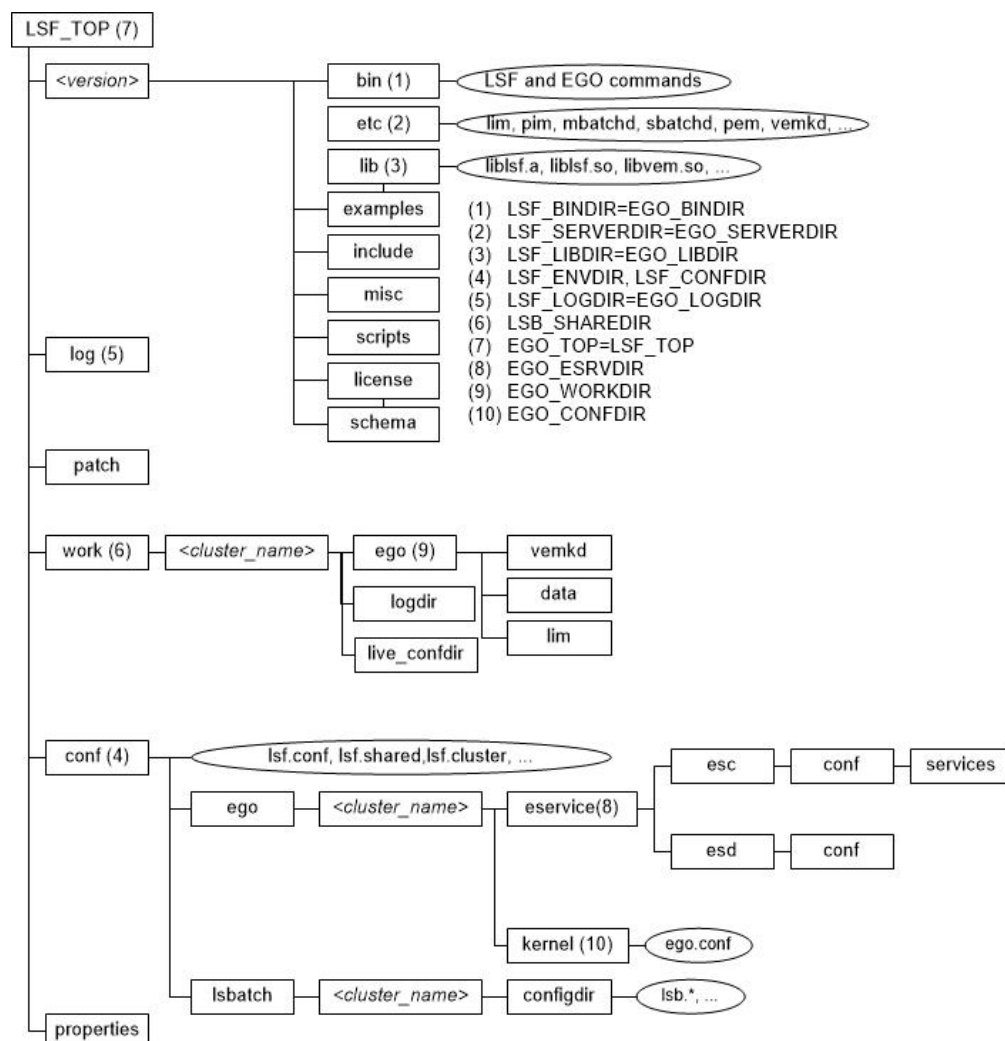 LSF_TOP (7)
<version>
bin (1)
LSF and EGO commands
etc (2)
lim, pim, mbatchd, sbatchd, pem, vemkd, ...
lib (3)
liblsf.a, liblsf.so, libvem.so, ...
examples
include
misc
scripts
license
schema
(1) LSF_BINDIR=EGO_BINDIR
(2) LSF_SERVERDIR=EGO_SERVERDIR
(3) LSF_LIBDIR=EGO_LIBDIR
(4) LSF_ENVDIR, LSF_CONFDIR
(5) LSF_LOGDIR=EGO_LOGDIR
(6) LSB_SHAREDIR
(7) EGO_TOP=LSF_TOP
(8) EGO_ESRVDIR
(9) EGO_WORKDIR
(10) EGO_CONFDIR
log (5)
patch
work (6)
<cluster_name>
ego (9)
vemkd
data
lim
logdir
live_confdir
conf (4)
lsf.conf, lsf.shared,lsf.cluster, ...
ego
<cluster_name>
eservice(8)
esc
conf
services
esd
conf
kernel (10)
ego.conf
lsbatch
<cluster_name>
configdir
lsb.*, ...
properties